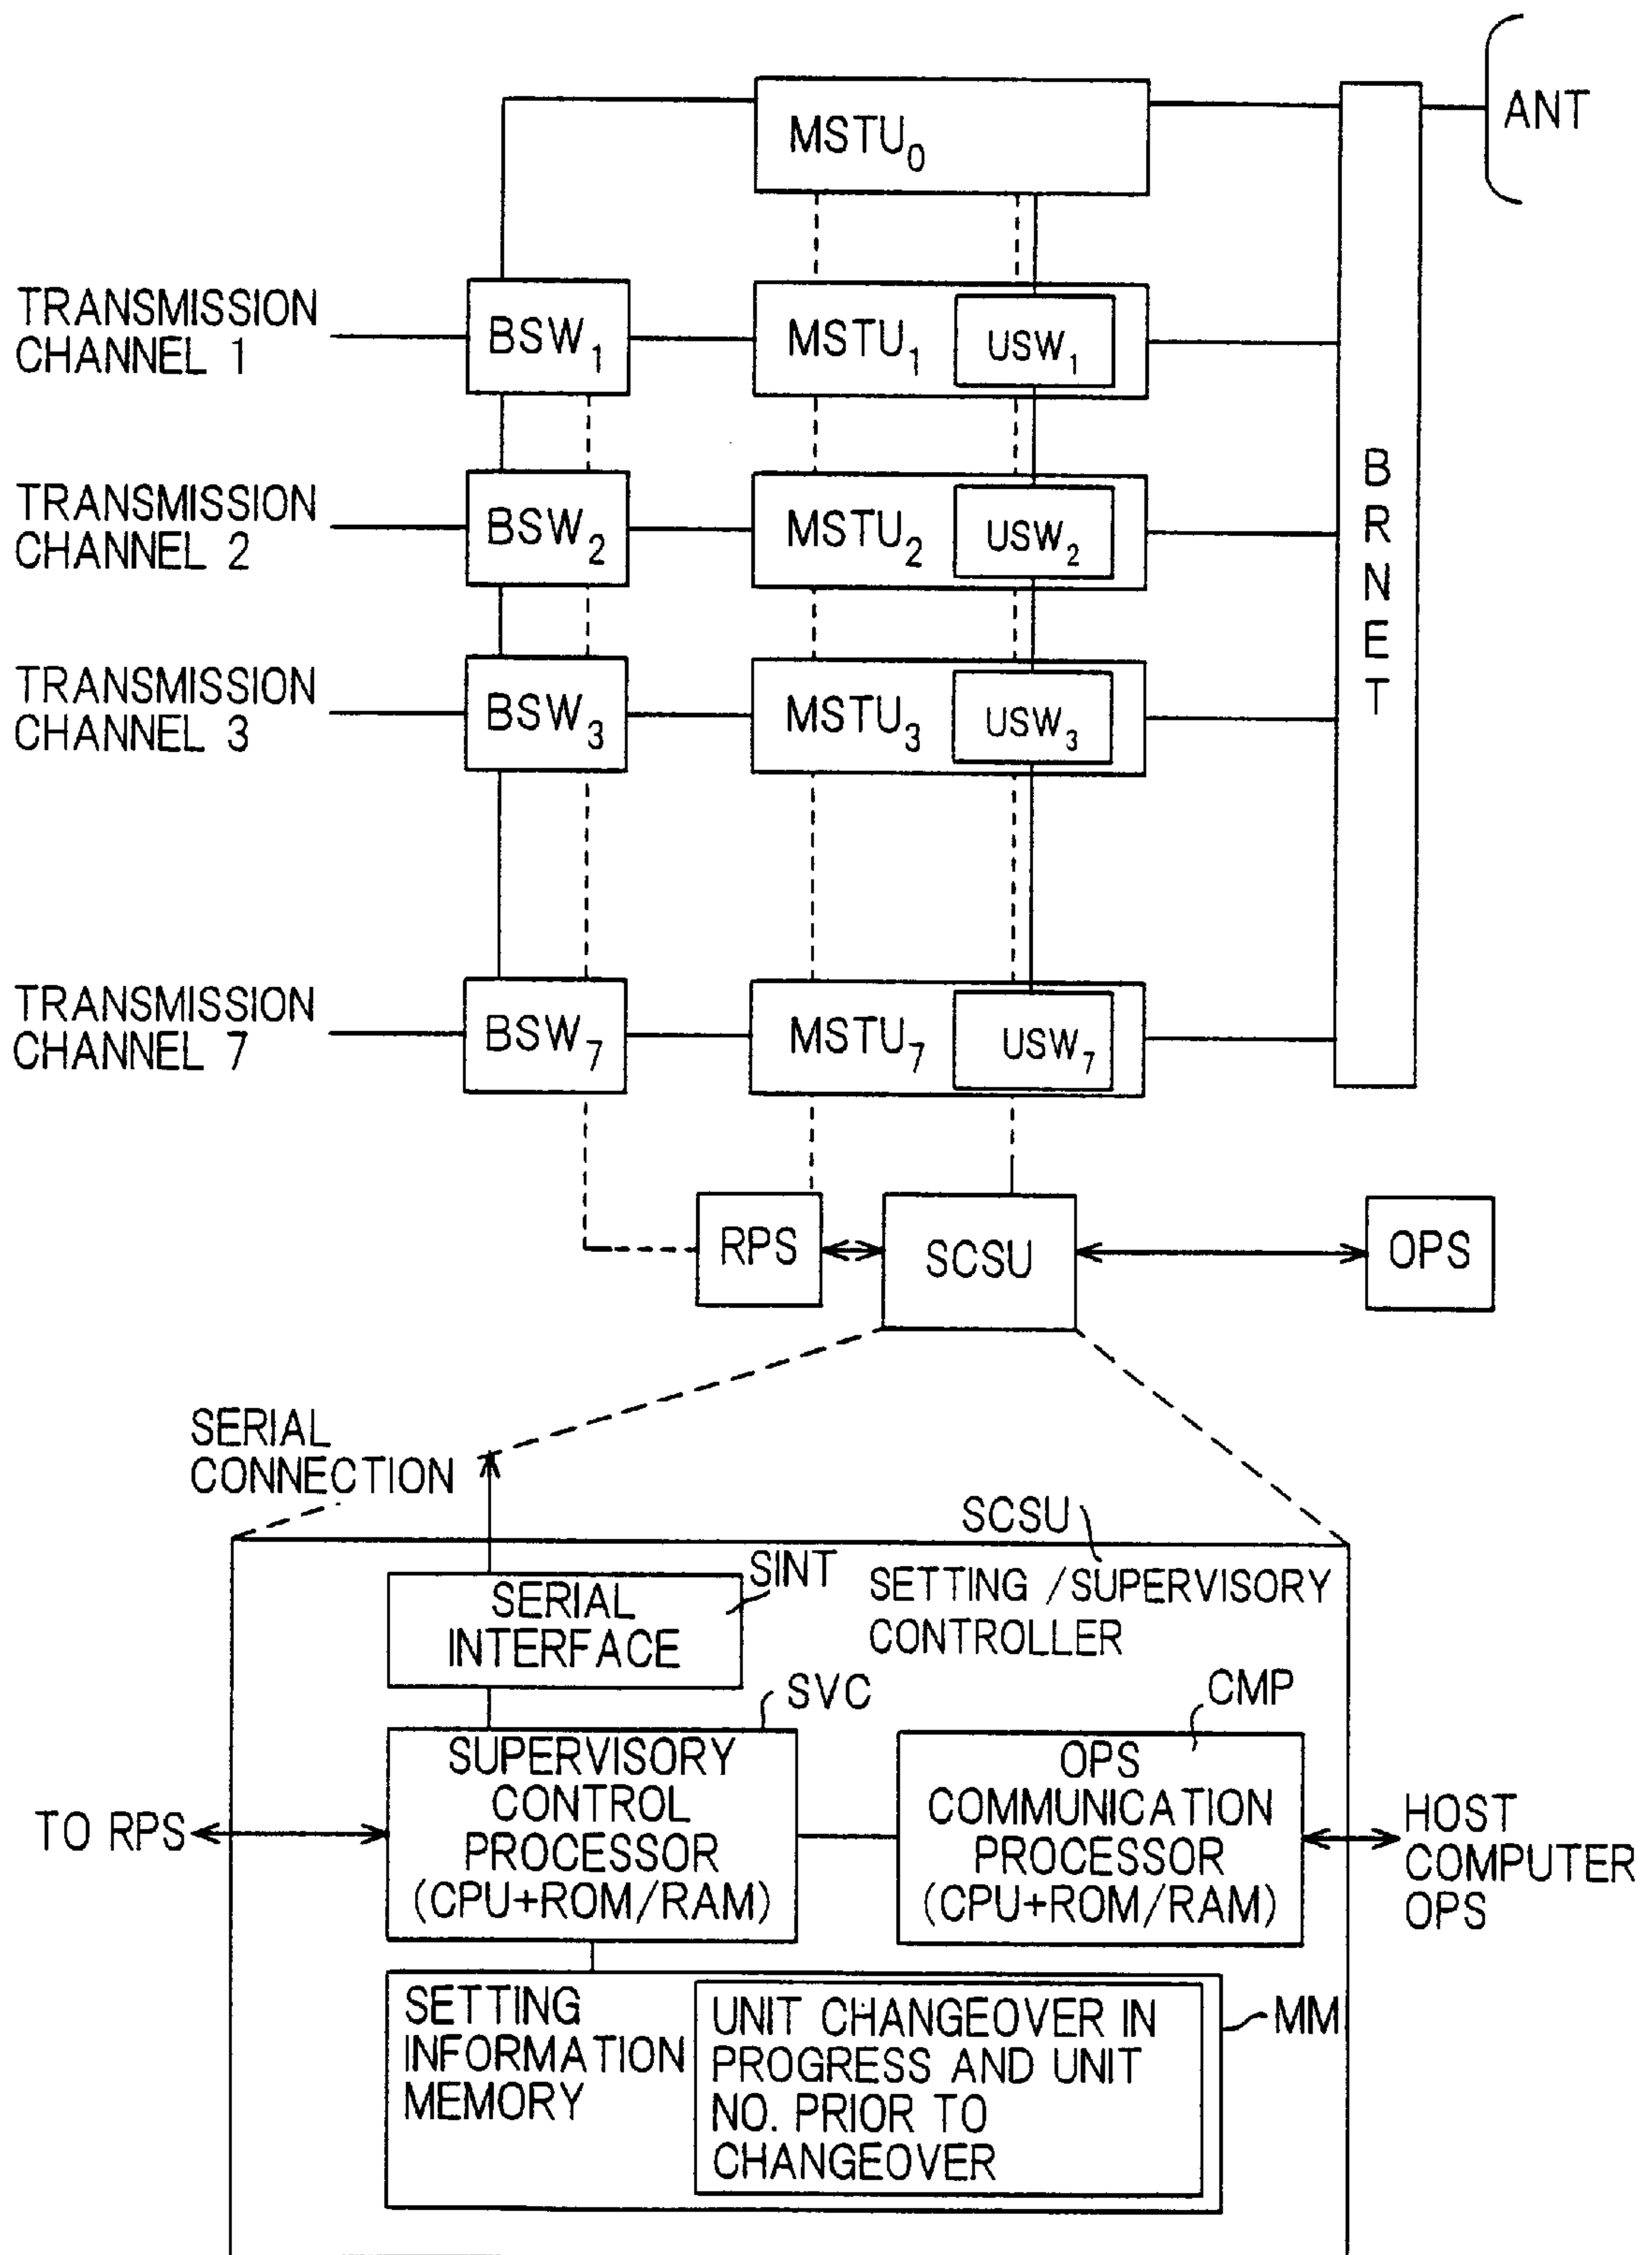 ANT
MSTU0
TRANSMISSION
CHANNEL 1
BSW1
MSTU1
USW1
TRANSMISSION
CHANNEL 2
BSW2
MSTU2
USW2
TRANSMISSION
CHANNEL 3
BSW3
MSTU3
USW3
BRNET
TRANSMISSION
CHANNEL 7
BSW7
MSTU7
USW7
RPS
SCSU
OPS
SERIAL
CONNECTION
SCSU
SETTING /SUPERVISORY
CONTROLLER
SINT
SERIAL
INTERFACE
SVC
CMP
SUPERVISORY
CONTROL
PROCESSOR
(CPU+ROM/RAM)
OPS
COMMUNICATION
PROCESSOR
(CPU+ROM/RAM)
TO RPS
HOST
COMPUTER
OPS
SETTING
INFORMATION
MEMORY
UNIT CHANGEOVER IN
PROGRESS AND UNIT
NO. PRIOR TO
CHANGEOVER
MM